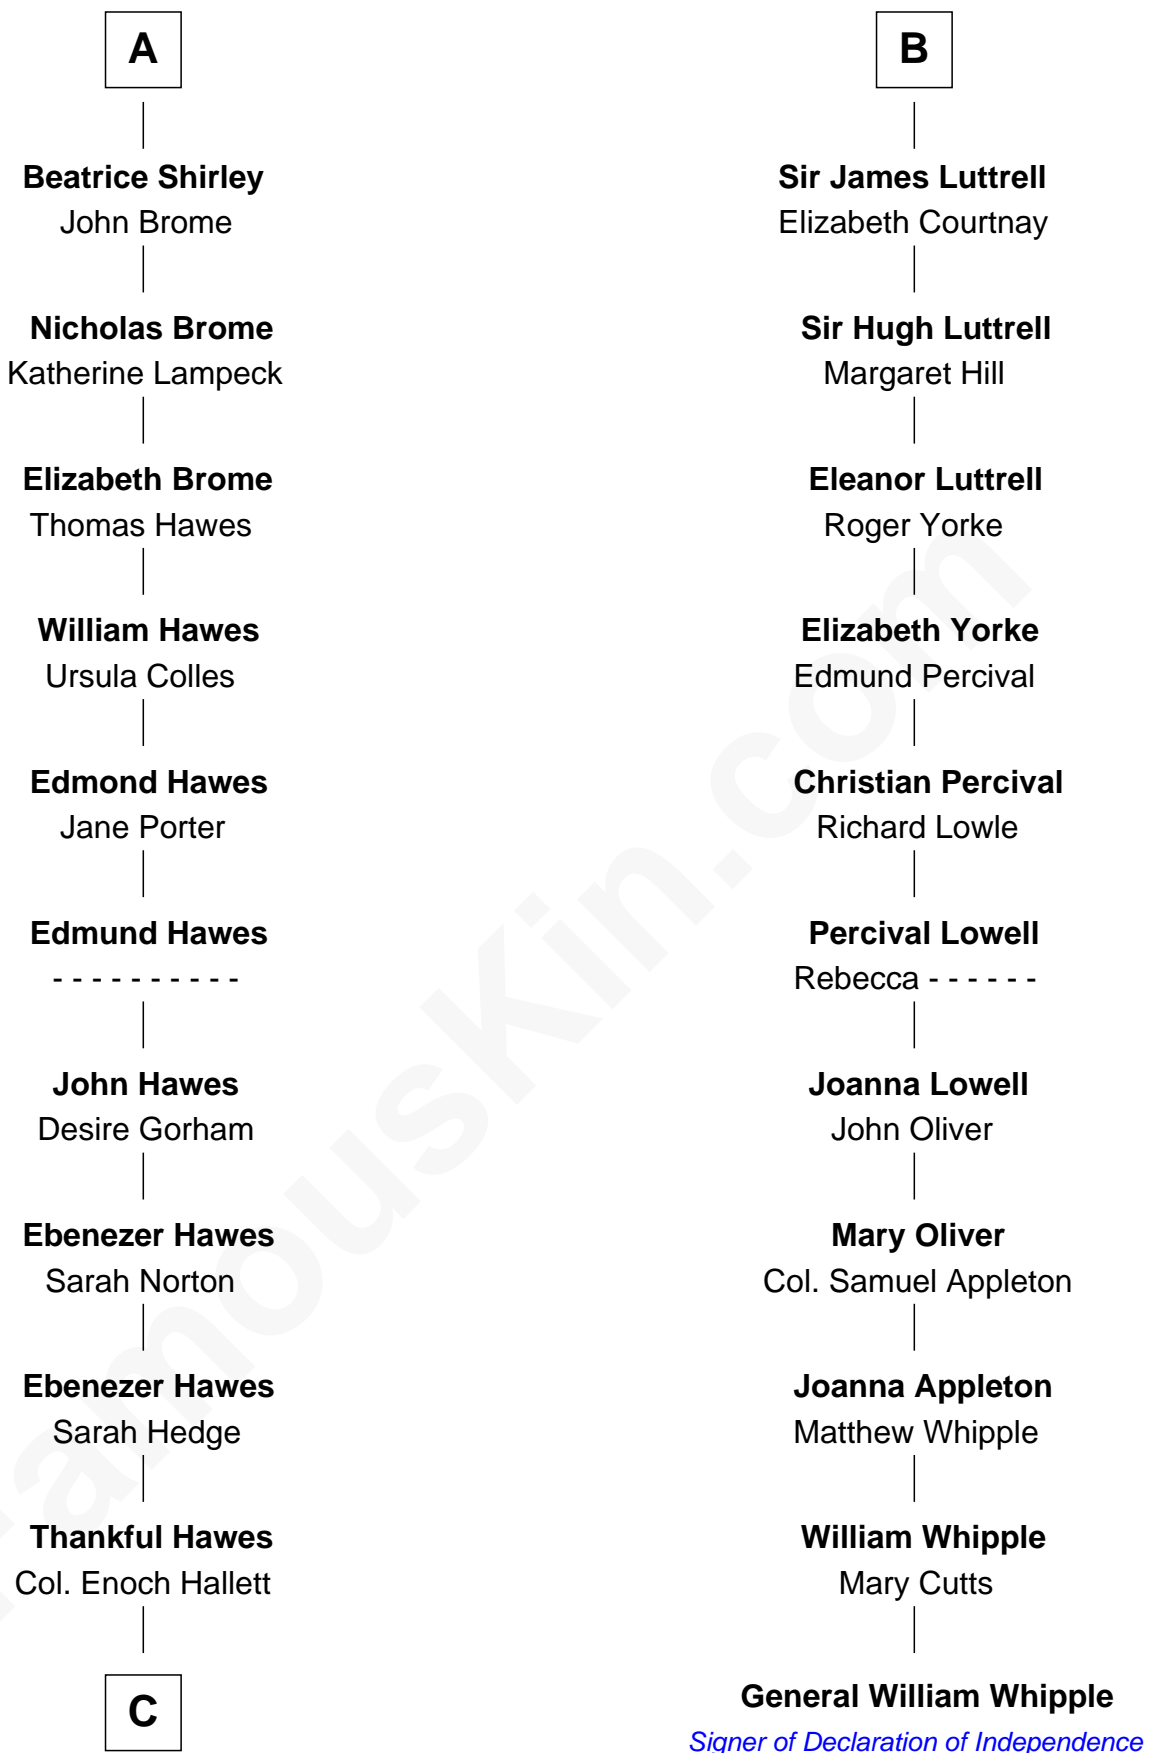 A
Beatrice Shirley
John Brome
Nicholas Brome
Katherine Lampeck
Elizabeth Brome
Thomas Hawes
William Hawes
Ursula Colles
Edmond Hawes
Jane Porter
Edmund Hawes
- - - - - - - - - -
John Hawes
Desire Gorham
Ebenezer Hawes
Sarah Norton
Ebenezer Hawes
Sarah Hedge
Thankful Hawes
Col. Enoch Hallett
C
B
Sir James Luttrell
Elizabeth Courtnay
Sir Hugh Luttrell
Margaret Hill
Eleanor Luttrell
Roger Yorke
Elizabeth Yorke
Edmund Percival
Christian Percival
Richard Lowle
Percival Lowell
Rebecca - - - - - -
Joanna Lowell
John Oliver
Mary Oliver
Col. Samuel Appleton
Joanna Appleton
Matthew Whipple
William Whipple
Mary Cutts
General William Whipple
Signer of Declaration of Independence
FamousKin.com